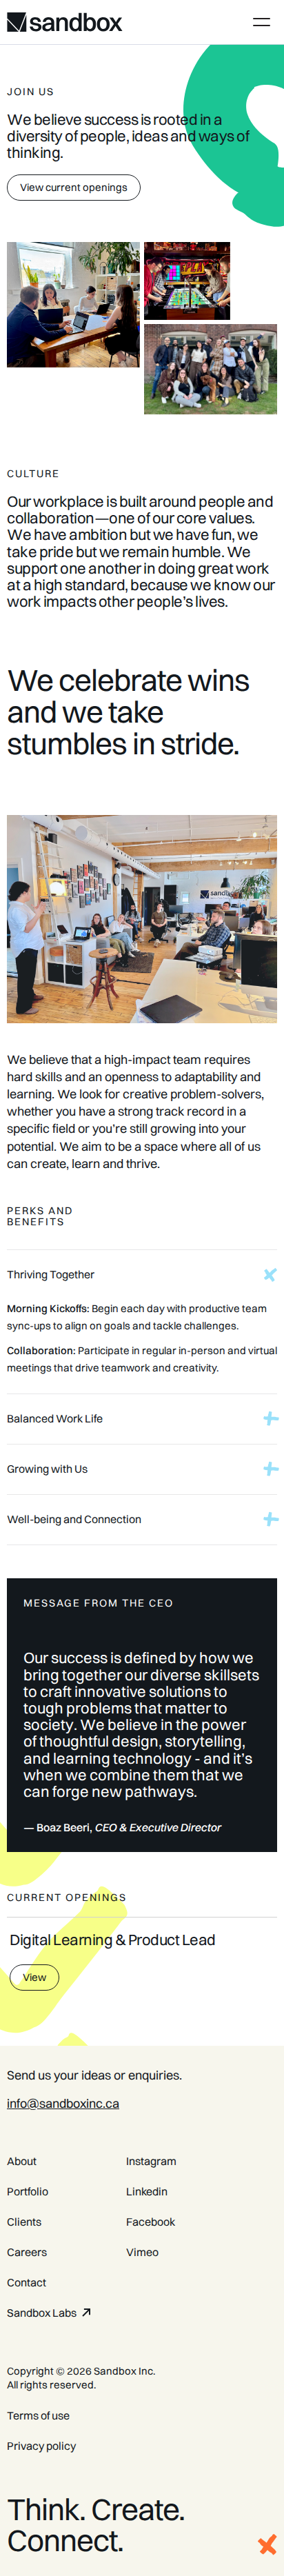 sandbox
JOIN US
We believe success is rooted in a
diversity of people, ideas and ways of
thinking.
View current openings
CULTURE
Our workplace is built around people and
collaboration—one of our core values.
We have ambition but we have fun, we
take pride but we remain humble. We
support one another in doing great work
at a high standard, because we know our
work impacts other people's lives.
We celebrate wins
and we take
stumbles in stride.
sandbox
We believe that a high-impact team requires
hard skills and an openness to adaptability and
learning. We look for creative problem-solvers,
whether you have a strong track record in a
specific field or you're still growing into your
potential. We aim to be a space where all of us
can create, learn and thrive.
PERKS AND
BENEFITS
Thriving Together
Morning Kickoffs: Begin each day with productive team
sync-ups to align on goals and tackle challenges.
Collaboration: Participate in regular in-person and virtual
meetings that drive teamwork and creativity.
Balanced Work Life
Growing with Us
Well-being and Connection
MESSAGE FROM THE CEO
Our success is defined by how we
bring together our diverse skillsets
to craft innovative solutions to
tough problems that matter to
society. We believe in the power
of thoughtful design, storytelling,
and learning technology - and it's
when we combine them that we
can forge new pathways.
— Boaz Beeri, CEO & Executive Director
CURRENT OPENINGS
Digital Learning & Product Lead
View
Send us your ideas or enquiries.
info@sandboxinc.ca
About
Portfolio
Clients
Careers
Contact
Sandbox Labs
Instagram
Linkedin
Facebook
Vimeo
Copyright © 2026 Sandbox Inc.
All rights reserved.
Terms of use
Privacy policy
Think. Create.
Connect.